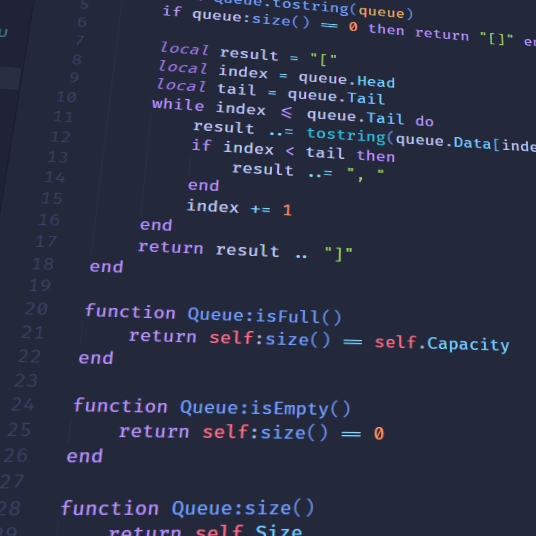 Queue.tostring(queue)
5 if queue:size() == 0 then return "[]"
6
7 local result = "["
8 local index = queue.Head
9 local tail = queue.Tail
10 while index <= queue.Tail do
11 result ..= tostring(queue.Data[inde
12 if index < tail then
13 result ..= ", "
14 end
15 index += 1
16 end
17 return result .. "]"
18 end
19
20 function Queue:isFull()
21 return self:size() == self.Capacity
22 end
23
24 function Queue:isEmpty()
25 return self:size() == 0
26 end
27
28 function Queue:size()
29 return self.Size